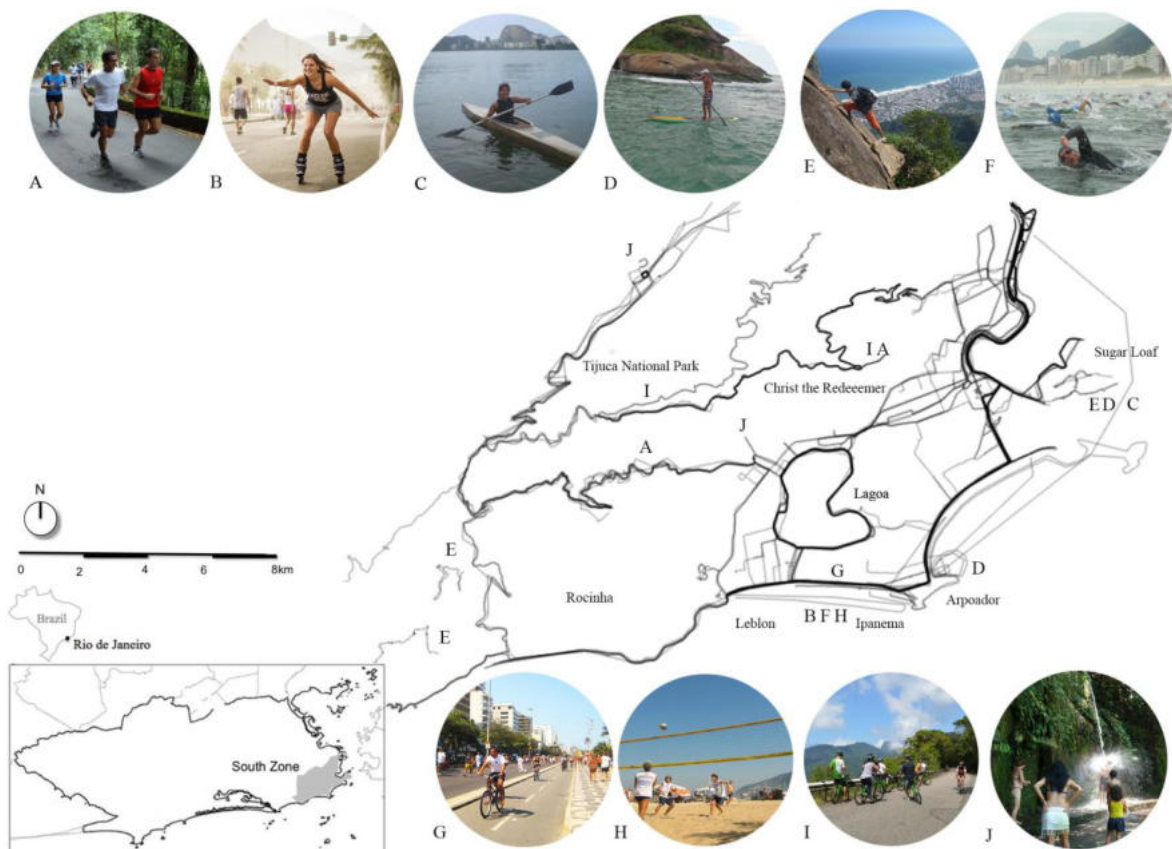 A
B
C
D
E
F
J
Tijuca National Park
I A
Sugar Loaf
I
Christ the Redeeemer
E D C
J
A
Lagoa
N
0 2 4 6 8km
E
G
D
Rocinha
Arpoador
B F H
Leblon
Ipanema
Brazil
Rio de Janeiro
E
South Zone
G
H
I
J